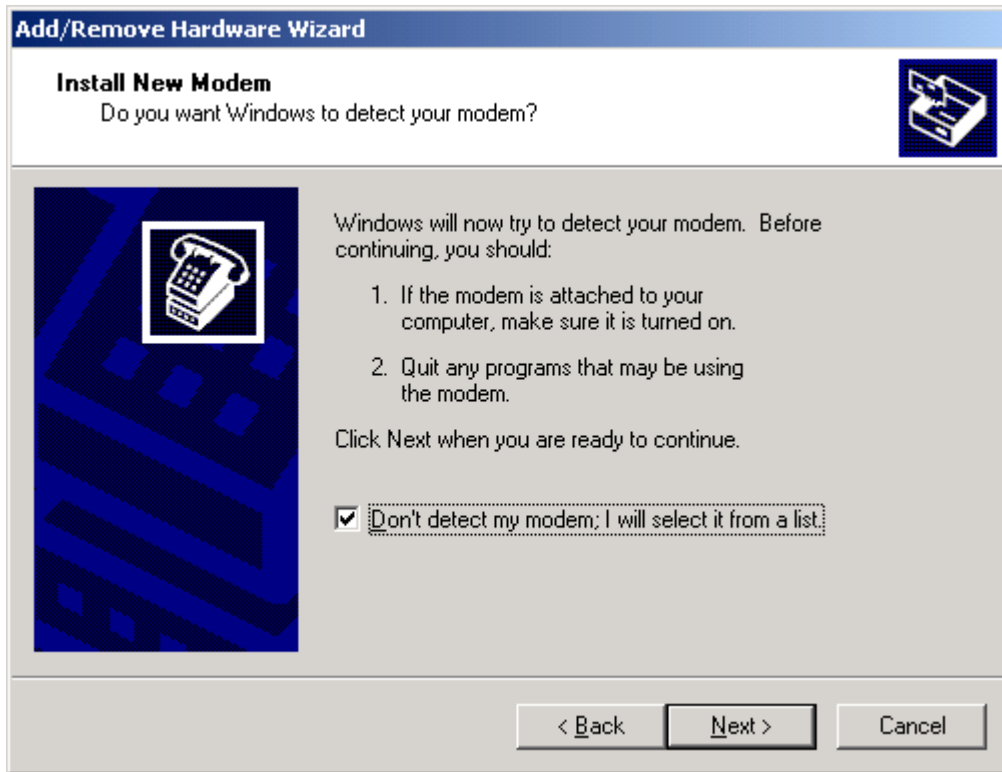 Add/Remove Hardware Wizard
Install New Modem
Do you want Windows to detect your modem?
Windows will now try to detect your modem.  Before
continuing, you should:
1. If the modem is attached to your
computer, make sure it is turned on.
2. Quit any programs that may be using
the modem.
Click Next when you are ready to continue.
Don't detect my modem; I will select it from a list.
< Back
Next >
Cancel